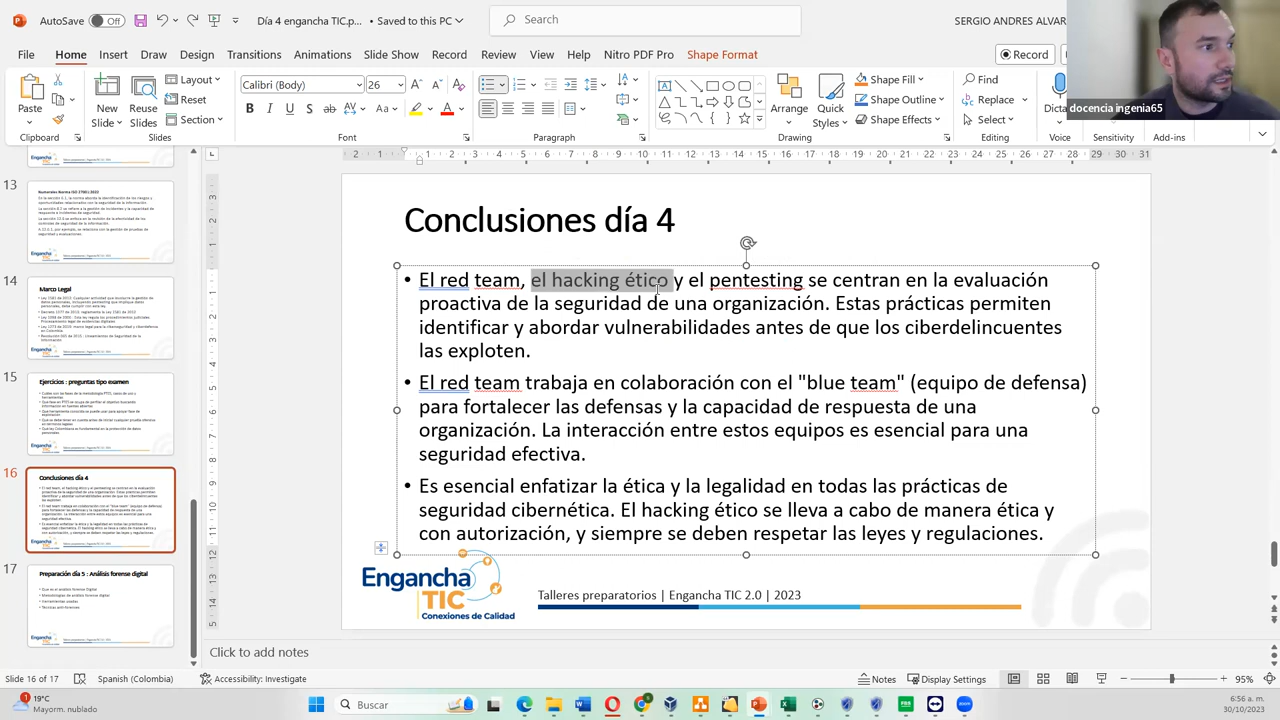 AutoSave Off Día 4 engancha TIC.p... • Saved to this PC Search SERGIO ANDRES ALVAR
File Home Insert Draw Design Transitions Animations Slide Show Record Review View Help Nitro PDF Pro Shape Format Record
Paste New Slide Reuse Slides Layout Reset Section Calibri (Body) 26 Arrange Quick Styles Shape Fill Shape Outline Shape Effects Find Replace Select Dicta
docencia ingenia65
Clipboard Slides Font Paragraph Drawing Editing Voice Sensitivity Add-ins
13
14
Marco Legal
15
Ejercicios : preguntas tipo examen
16
Conclusiones día 4
17
Preparación día 5 : Análisis forense digital
Conclusiones día 4
• El red team, el hacking ético y el pentesting se centran en la evaluación
proactiva de la seguridad de una organización. Estas prácticas permiten
identificar y abordar vulnerabilidades antes de que los ciberdelincuentes
las exploten.
• El red team trabaja en colaboración con el "blue team" (equipo de defensa)
para fortalecer las defensas y la capacidad de respuesta de una
organización. La interacción entre estos equipos es esencial para una
seguridad efectiva.
• Es esencial enfatizar la ética y la legalidad en todas las prácticas de
seguridad cibernética. El hacking ético se lleva a cabo de manera ética y
con autorización, y siempre se deben respetar las leyes y regulaciones.
Engancha
TIC
Conexiones de Calidad
Talleres preparatorios | Engancha TIC
Click to add notes
Slide 16 of 17 Spanish (Colombia) Accessibility: Investigate Notes Display Settings 95%
19°C
Mayorm. nublado
Buscar
6:56 a. m.
30/10/2023